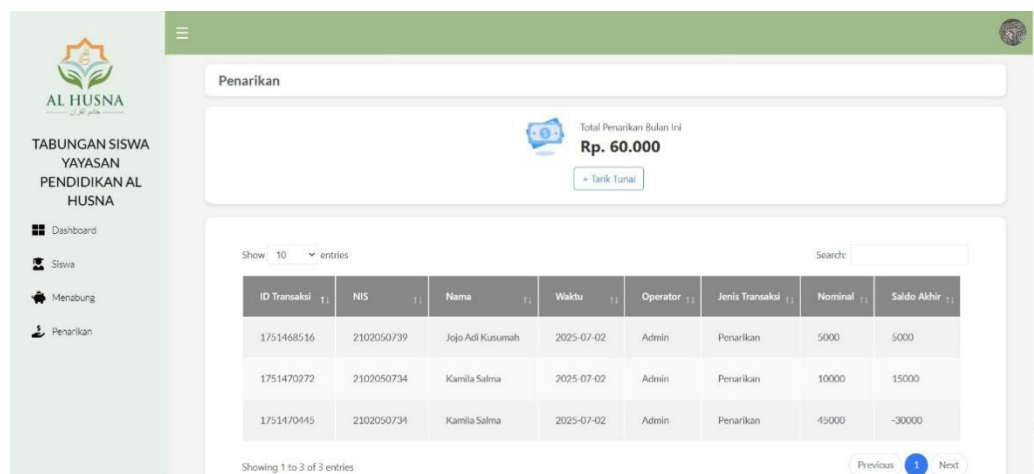 AL HUSNA
TABUNGAN SISWA
YAYASAN
PENDIDIKAN AL
HUSNA
Dashboard
Siswa
Menabung
Penarikan
Penarikan
Total Penarikan Bulan Ini
Rp. 60.000
+ Tarik Tunai
Show 10 entries
Search:
ID Transaksi NIS Nama Waktu Operator Jenis Transaksi Nominal Saldo Akhir
1751468516 2102050739 Jojo Adi Kusumah 2025-07-02 Admin Penarikan 5000 5000
1751470272 2102050734 Kamila Salma 2025-07-02 Admin Penarikan 10000 15000
1751470445 2102050734 Kamila Salma 2025-07-02 Admin Penarikan 45000 -30000
Showing 1 to 3 of 3 entries
Previous 1 Next